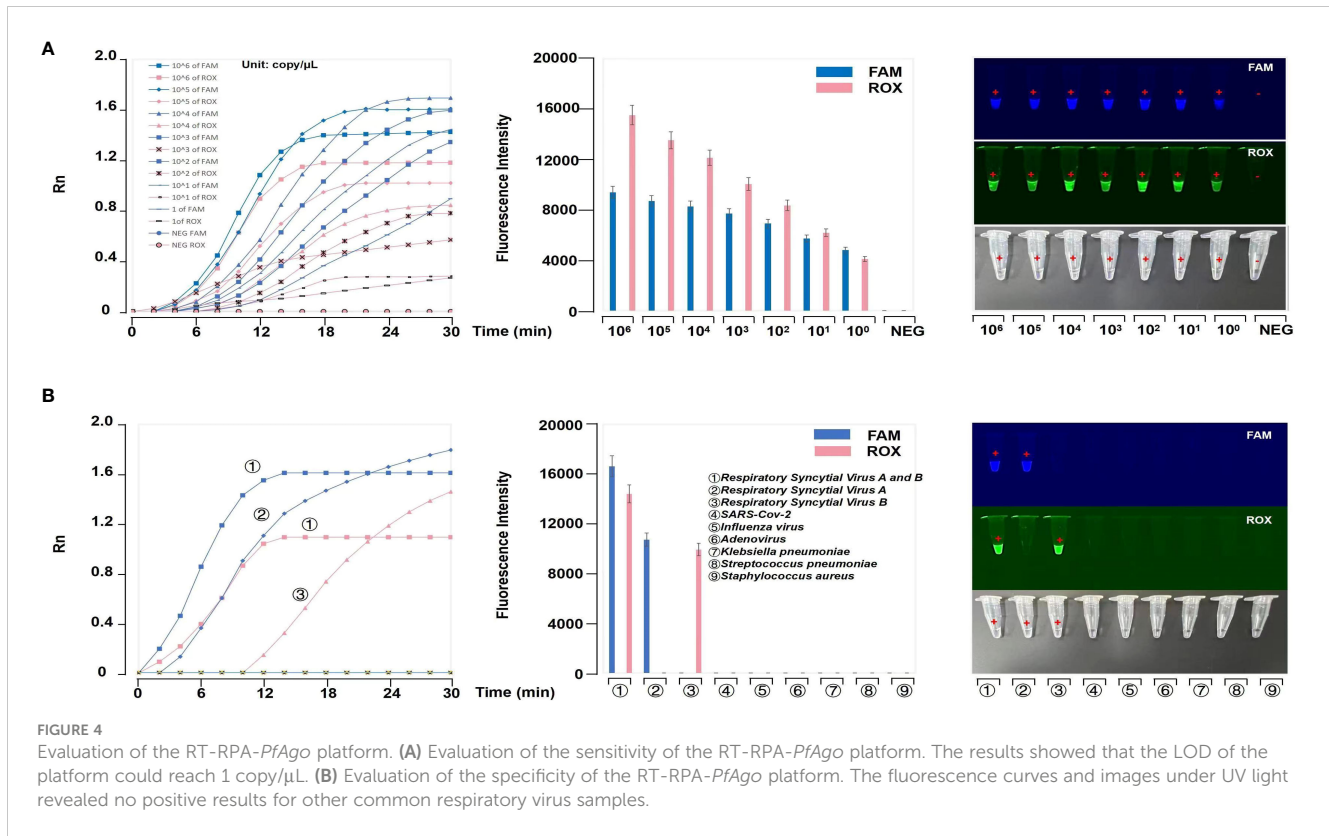 A
2.0
1.6
1.2
0.8
0.4
0
Rn
10^6 of FAM
10^6 of ROX
10^5 of FAM
10^5 of ROX
10^4 of FAM
10^4 of ROX
10^3 of FAM
10^3 of ROX
10^2 of FAM
10^2 of ROX
10^1 of FAM
10^1 of ROX
1 of FAM
1of ROX
NEG FAM
NEG ROX
Unit: copy/μL
0 6 12 18 24 30
Time (min)
20000
16000
12000
8000
4000
0
Fluorescence Intensity
FAM
ROX
10⁶ 10⁵ 10⁴ 10³ 10² 10¹ 10⁰ NEG
FAM
+ + + + + + + -
ROX
+ + + + + + + -
+ + + + + + + -
10⁶ 10⁵ 10⁴ 10³ 10² 10¹ 10⁰ NEG
B
2.0
1.6
1.2
0.8
0.4
0
Rn
①
②
①
③
0 6 12 18 24 30
Time (min)
20000
16000
12000
8000
4000
0
Fluorescence Intensity
FAM
ROX
①Respiratory Syncytial Virus A and B
②Respiratory Syncytial Virus A
③Respiratory Syncytial Virus B
④SARS-Cov-2
⑤Influenza virus
⑥Adenovirus
⑦Klebsiella pneumoniae
⑧Streptococcus pneumoniae
⑨Staphylococcus aureus
① ② ③ ④ ⑤ ⑥ ⑦ ⑧ ⑨
FAM
+ +
ROX
+ +
+ + +
① ② ③ ④ ⑤ ⑥ ⑦ ⑧ ⑨
FIGURE 4
Evaluation of the RT-RPA-PfAgo platform. (A) Evaluation of the sensitivity of the RT-RPA-PfAgo platform. The results showed that the LOD of the
platform could reach 1 copy/μL. (B) Evaluation of the specificity of the RT-RPA-PfAgo platform. The fluorescence curves and images under UV light
revealed no positive results for other common respiratory virus samples.